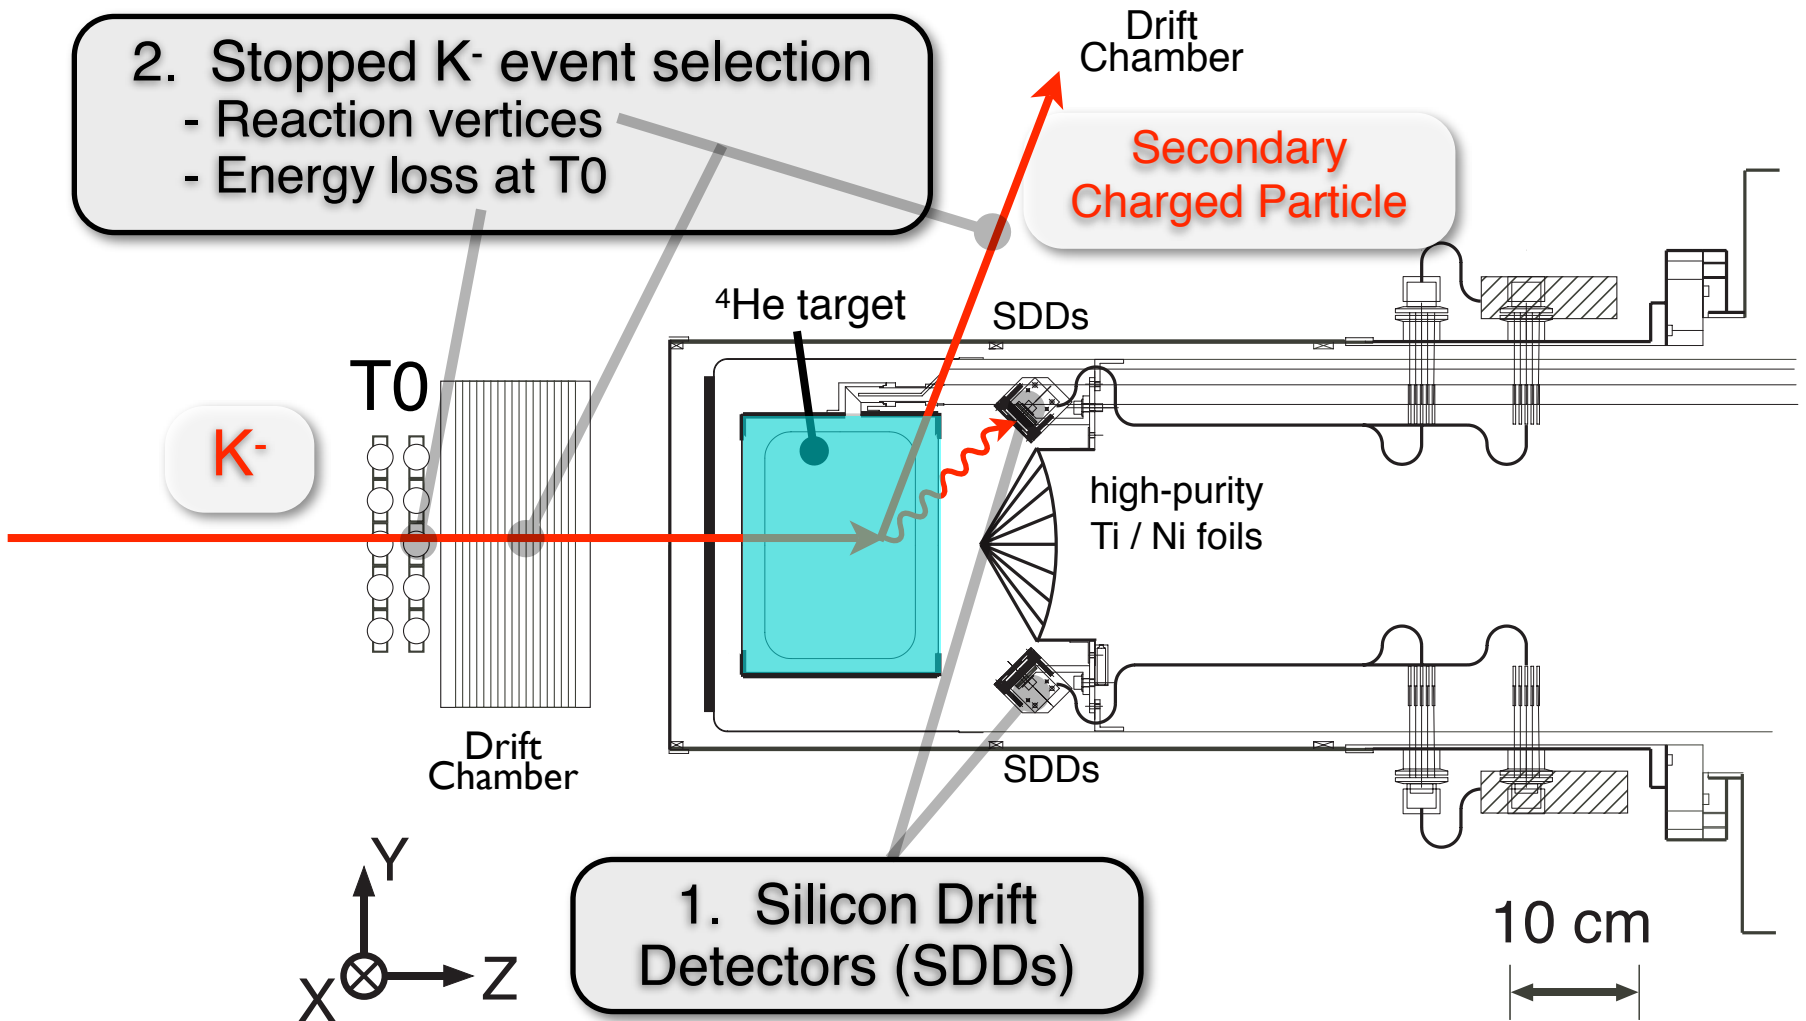 2. Stopped K- event selection
- Reaction vertices
- Energy loss at T0
Drift
Chamber
Secondary
Charged Particle
4He target
SDDs
T0
K-
high-purity
Ti / Ni foils
Drift
Chamber
SDDs
Y
X
Z
1. Silicon Drift
Detectors (SDDs)
10 cm